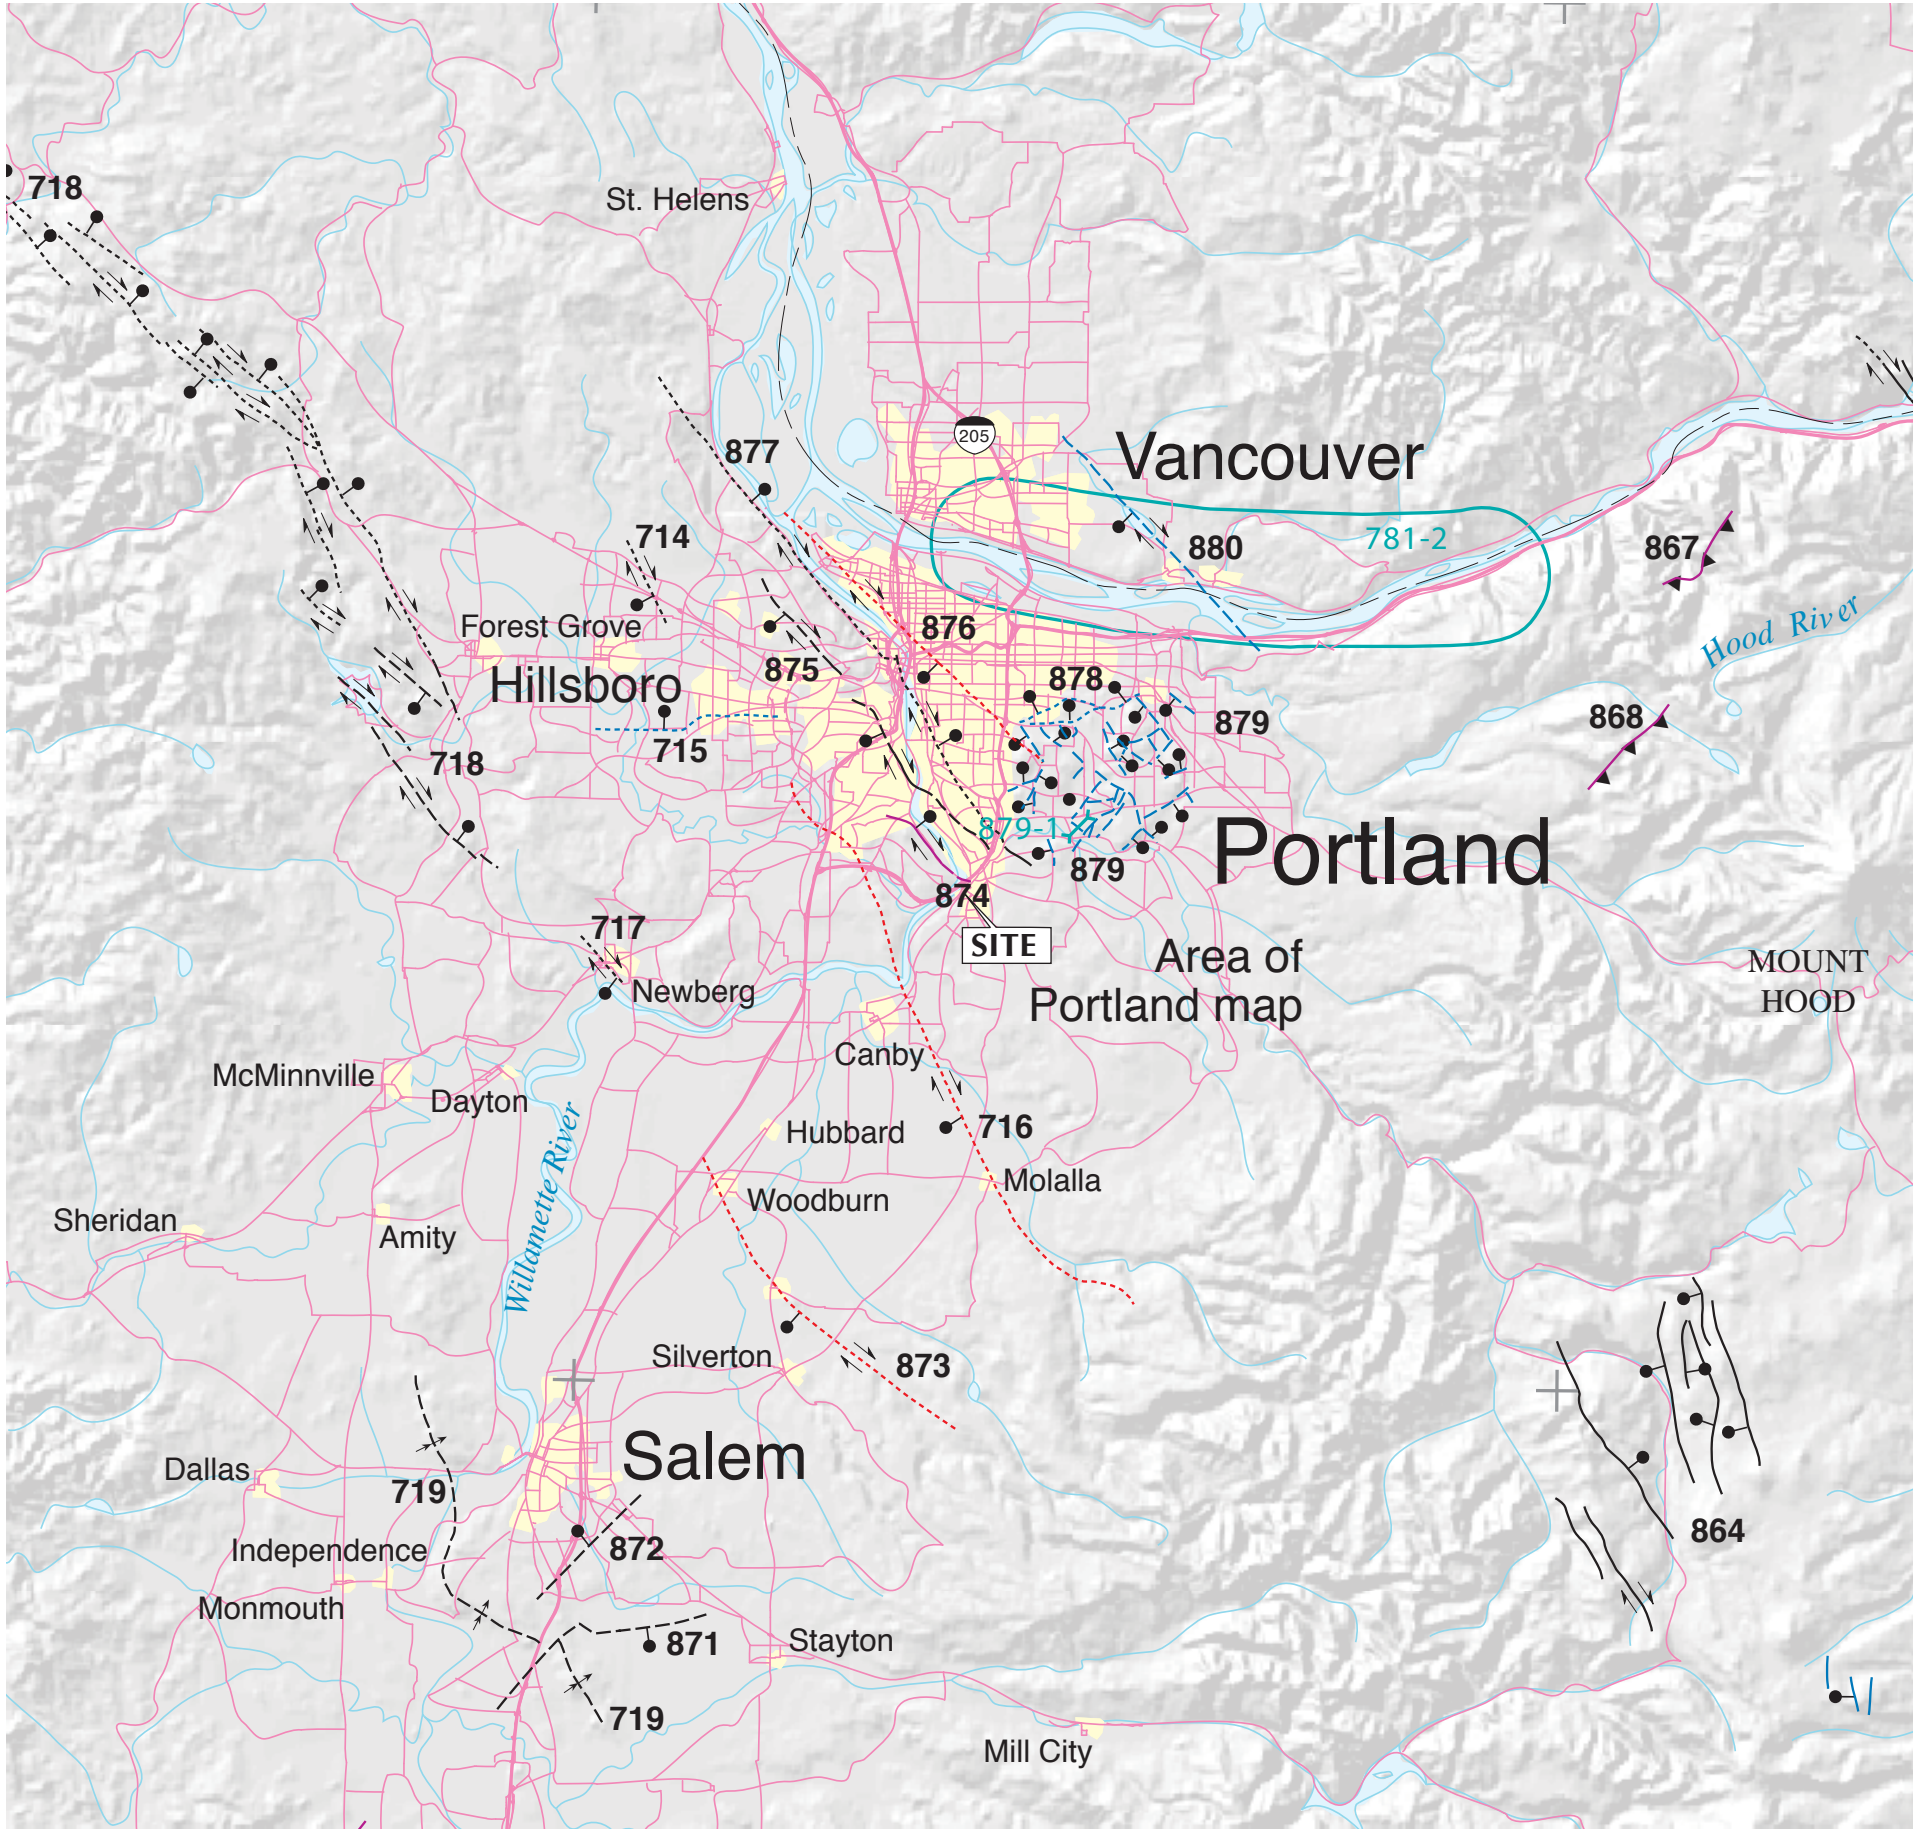 718
St. Helens
205
877
Vancouver
714
880
781-2
867
Forest Grove
876
Hood River
Hillsboro
875
878
868
879
715
718
879-1
Portland
879
874
717
SITE
Area of
Portland map
Newberg
MOUNT
HOOD
Canby
McMinnville
Dayton
Hubbard
716
Willamette River
Molalla
Woodburn
Sheridan
Amity
Silverton
873
Salem
Dallas
719
864
Independence
872
Monmouth
871
Stayton
719
Mill City